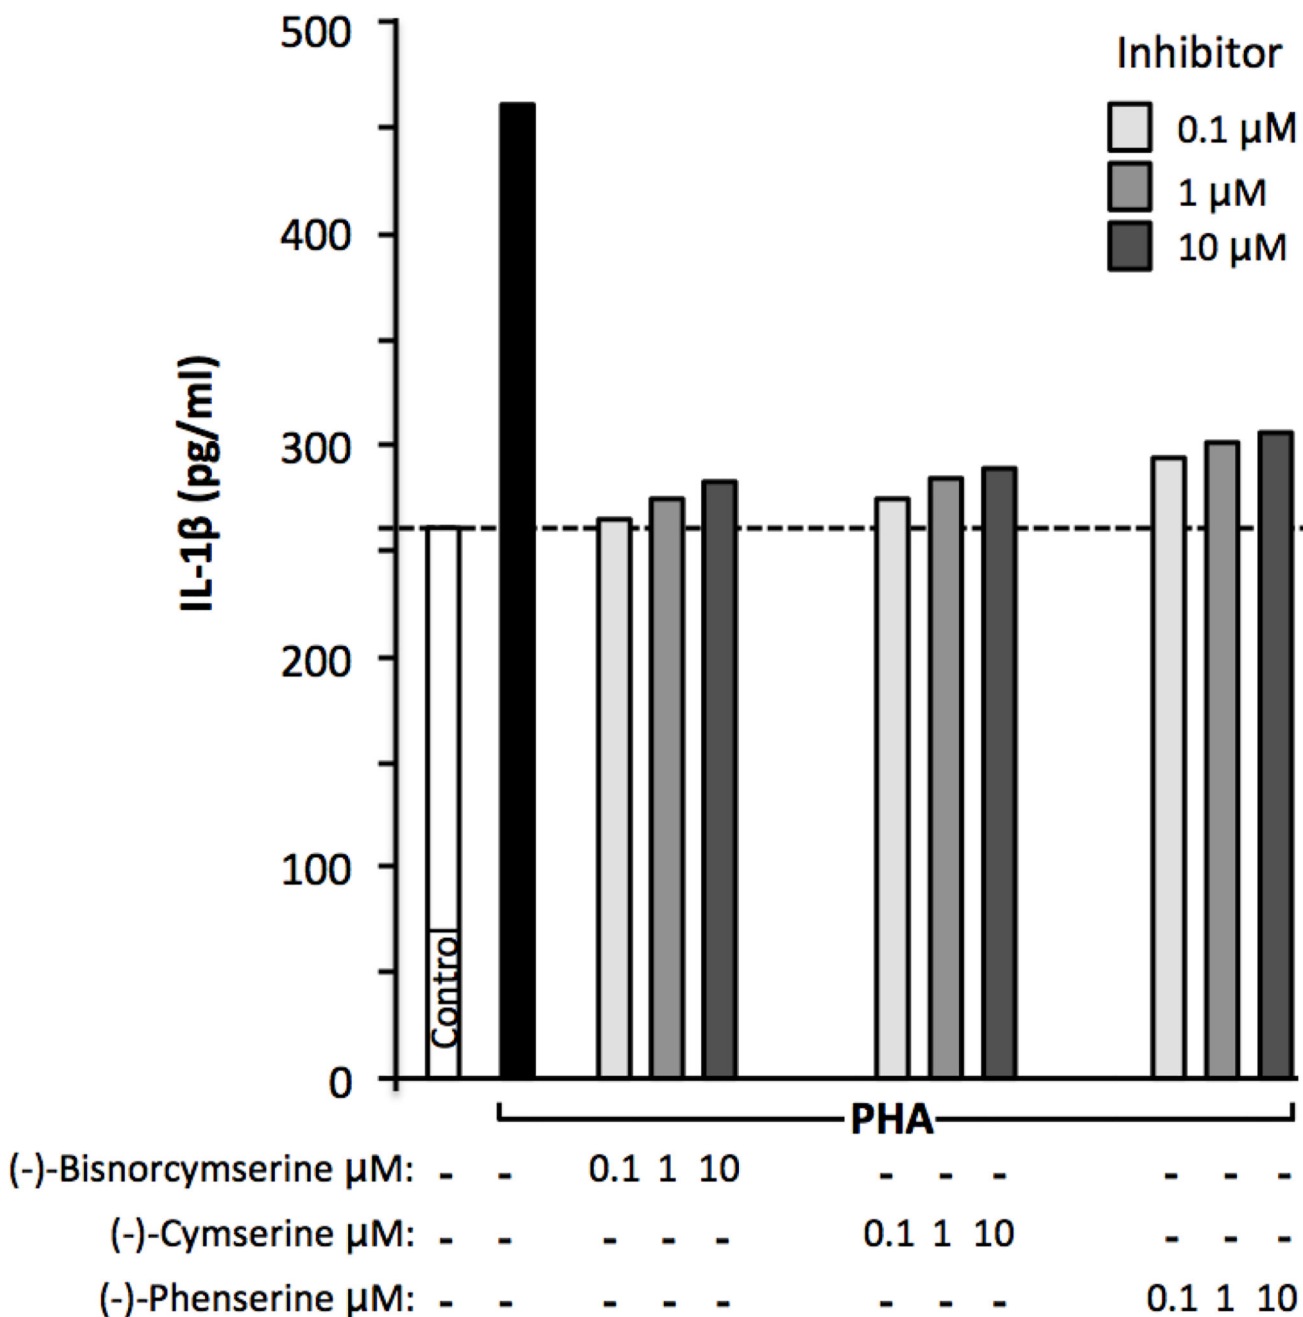 500
400
300
200
100
0
IL-1β (pg/ml)
Inhibitor
0.1 µM
1 µM
10 µM
Control
PHA
(-)-Bisnorcymserine µM: - - 0.1 1 10 - - - - - -
(-)-Cymserine µM: - - - - - 0.1 1 10 - - -
(-)-Phenserine µM: - - - - - - - - 0.1 1 10